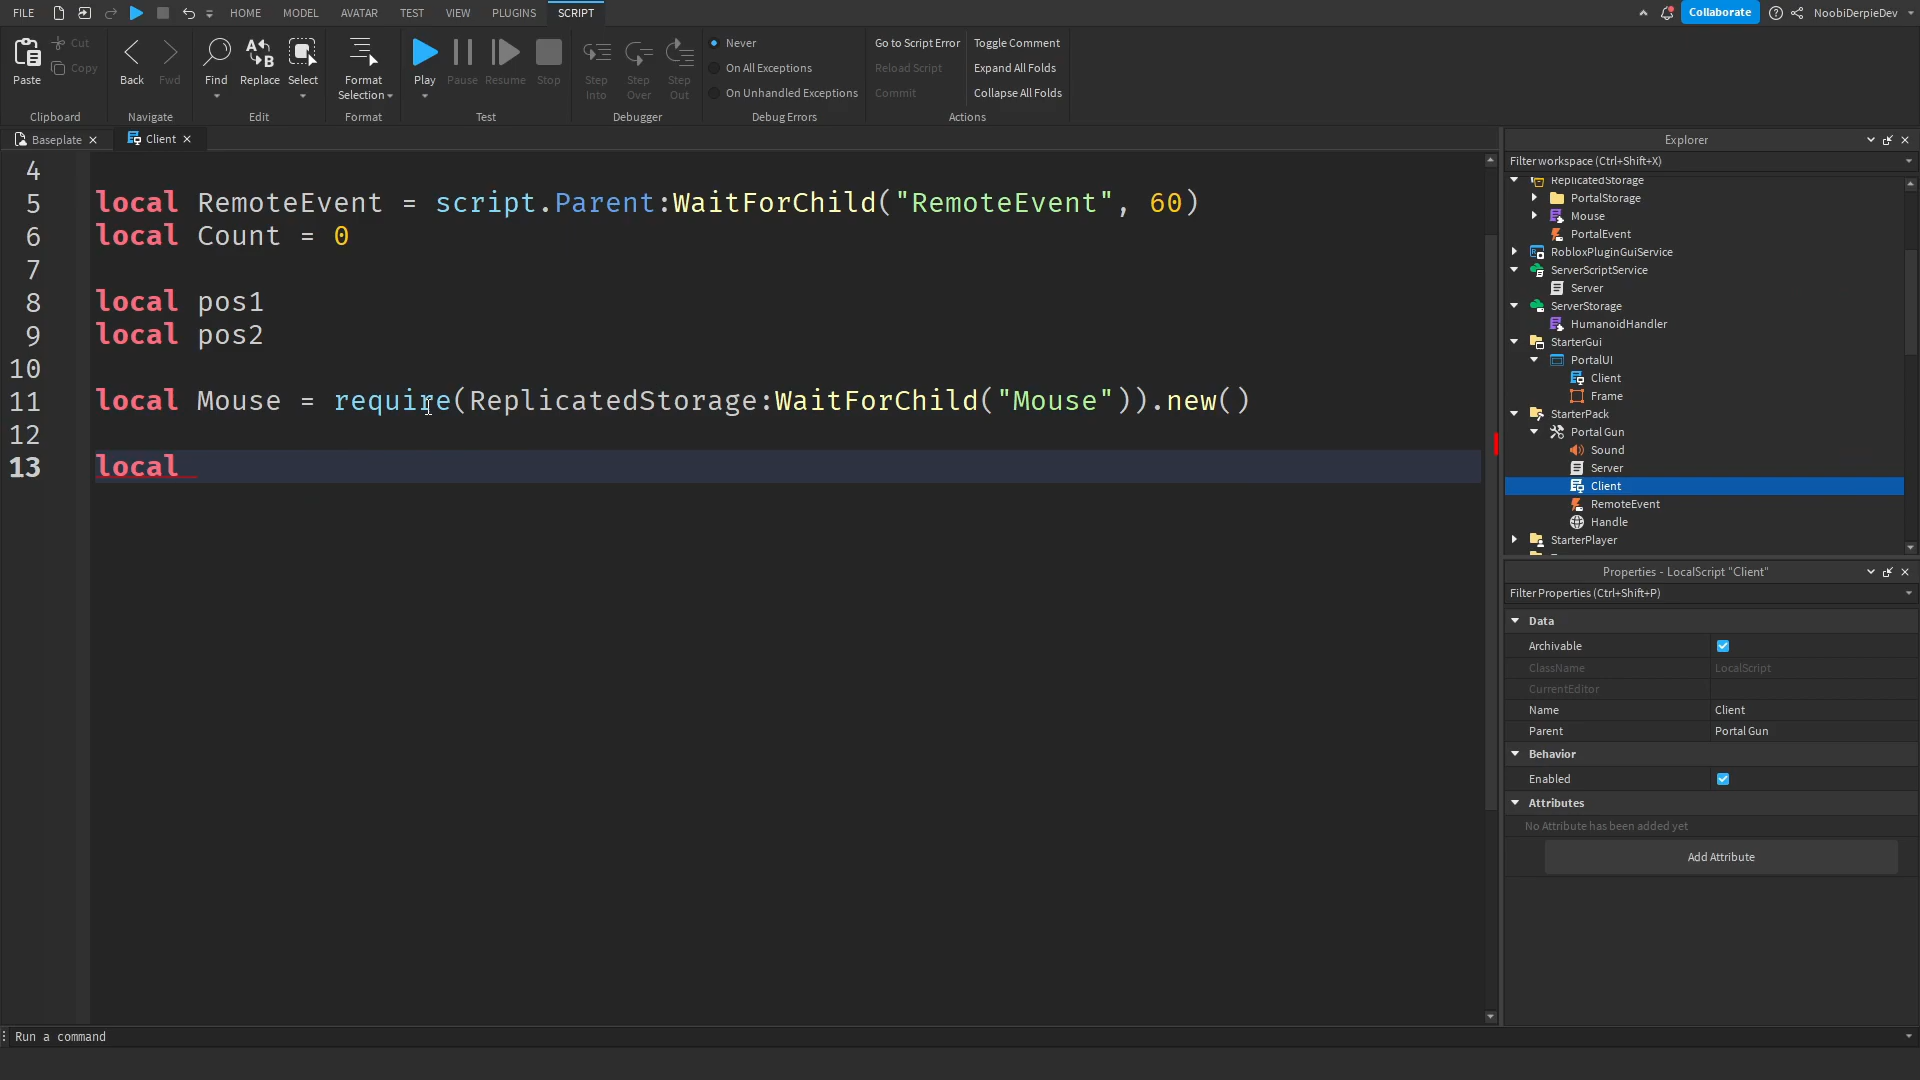 FILE
HOME
MODEL
AVATAR
TEST
VIEW
PLUGINS
SCRIPT
Collaborate
NoobiDerpieDev
Paste
Cut
Copy
Clipboard
Back
Fwd
Navigate
Find
Replace
Select
Edit
Format
Selection
Format
Play
Pause
Resume
Stop
Test
Step
Into
Step
Over
Step
Out
Debugger
Never
On All Exceptions
On Unhandled Exceptions
Debug Errors
Go to Script Error
Reload Script
Commit
Toggle Comment
Expand All Folds
Collapse All Folds
Actions
Baseplate
Client
4
5 local RemoteEvent = script.Parent:WaitForChild("RemoteEvent", 60)
6 local Count = 0
7
8 local pos1
9 local pos2
10
11 local Mouse = require(ReplicatedStorage:WaitForChild("Mouse")).new()
12
13 local
Explorer
Filter workspace (Ctrl+Shift+X)
ReplicatedStorage
PortalStorage
Mouse
PortalEvent
RobloxPluginGuiService
ServerScriptService
Server
ServerStorage
HumanoidHandler
StarterGui
PortalUI
Client
Frame
StarterPack
Portal Gun
Sound
Server
Client
RemoteEvent
Handle
StarterPlayer
Properties - LocalScript "Client"
Filter Properties (Ctrl+Shift+P)
Data
Archivable
ClassName LocalScript
CurrentEditor
Name Client
Parent Portal Gun
Behavior
Enabled
Attributes
No Attribute has been added yet
Add Attribute
Run a command